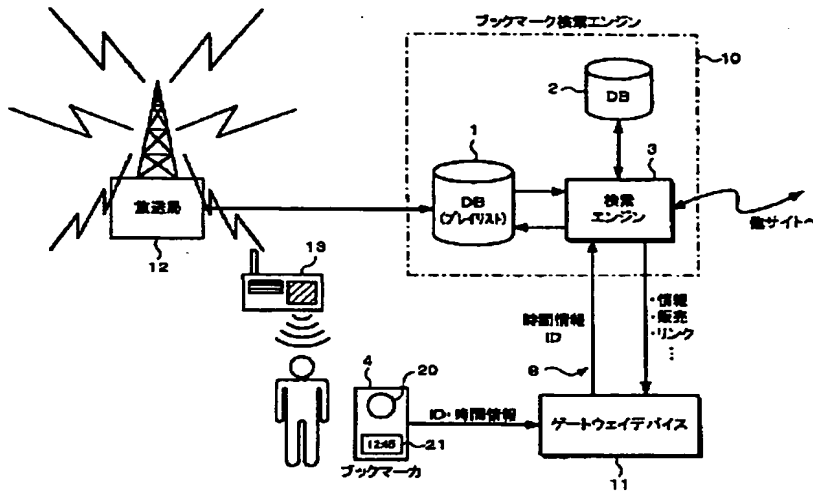 ブックマーク検索エンジン
10
2
DB
1
3
DB
(プレイリスト)
検索
エンジン
放送局
12
他サイトへ
13
時間情報
ID
・情報
・販売
・リンク
⋮
4
20
ID・時間情報
ゲートウェイデバイス
12:45
21
ブックマーカ
11